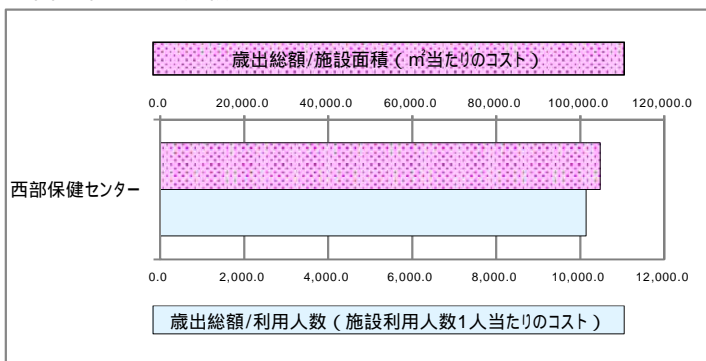 歳出総額/施設面積(㎡当たりのコスト)
0.0 20,000.0 40,000.0 60,000.0 80,000.0 100,000.0 120,000.0
西部保健センター
0.0 2,000.0 4,000.0 6,000.0 8,000.0 10,000.0 12,000.0
歳出総額/利用人数(施設利用人数1人当たりのコスト)